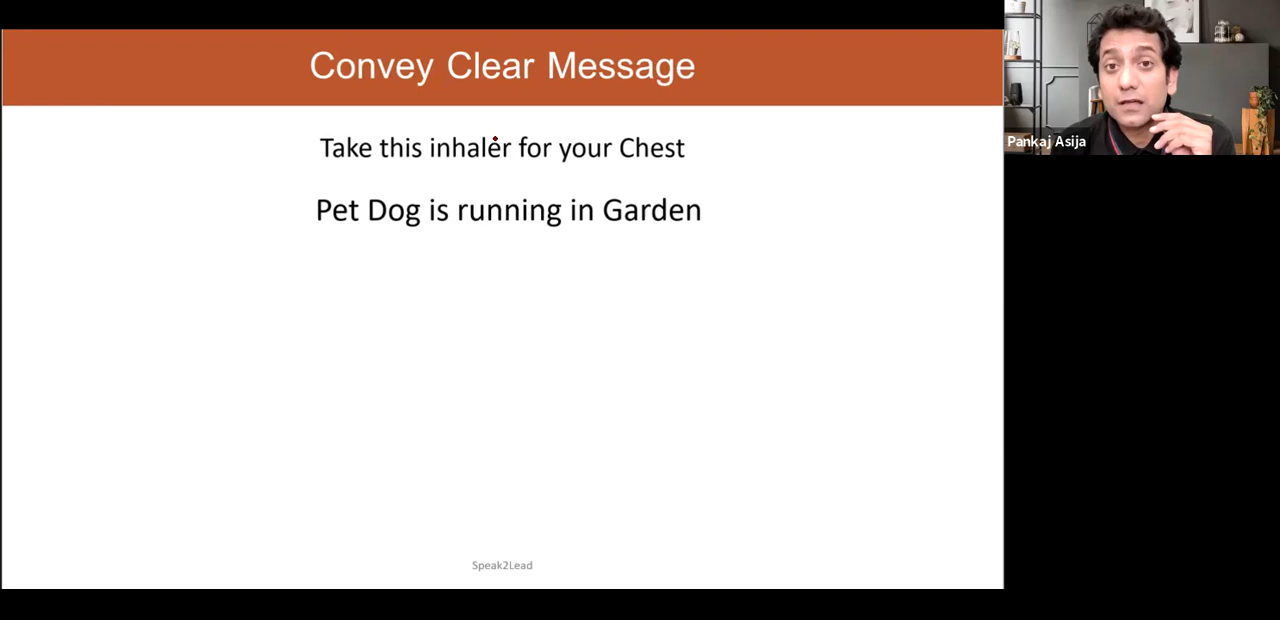 Convey Clear Message
Take this inhaler for your Chest
Pet Dog is running in Garden
Speak2Lead
Pankaj Asija